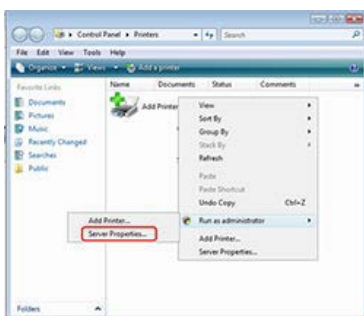 Control Panel ▸ Printers
Search
File Edit View Tools Help
Organize Views Add a printer
Favorite Links
Documents
Pictures
Music
Recently Changed
Searches
Public
Folders
Name Documents Status Comments
Add Printer
View
Sort By
Group By
Stack By
Refresh
Paste
Paste Shortcut
Undo Copy Ctrl+Z
Run as administrator
Add Printer...
Server Properties...
Add Printer...
Server Properties...